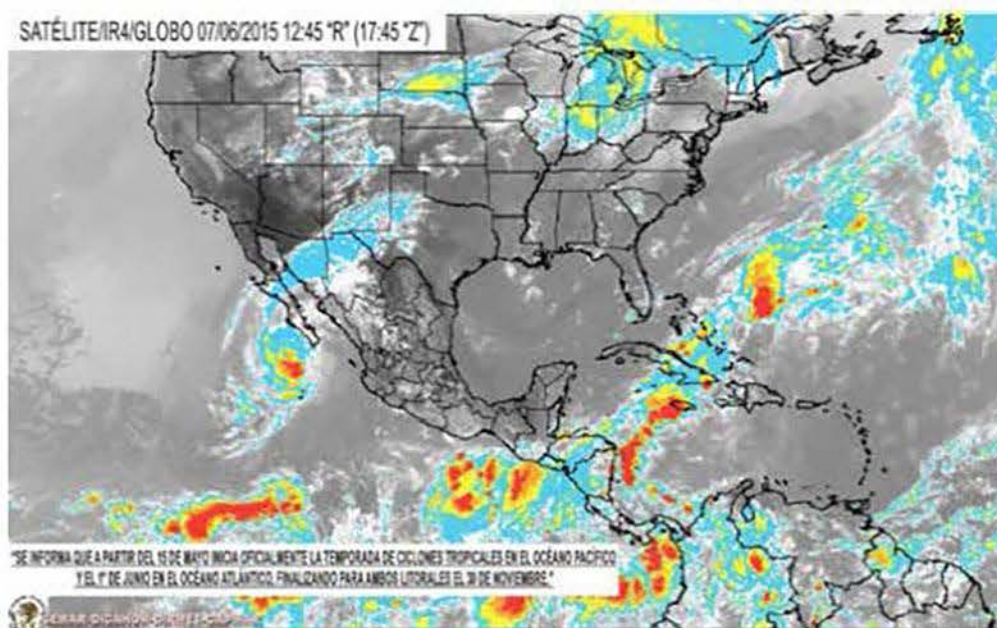 SATÉLITE/IR4/GLOBO 07/06/2015 12:45 "R" (17:45 "Z")
"SE INFORMA QUE A PARTIR DEL 15 DE MAYO INICIA OFICIALMENTE LA TEMPORADA DE CICLONES TROPICALES EN EL OCÉANO PACÍFICO
Y EL 1° DE JUNIO EN EL OCÉANO ATLÁNTICO, FINALIZANDO PARA AMBOS LITORALES EL 30 DE NOVIEMBRE."